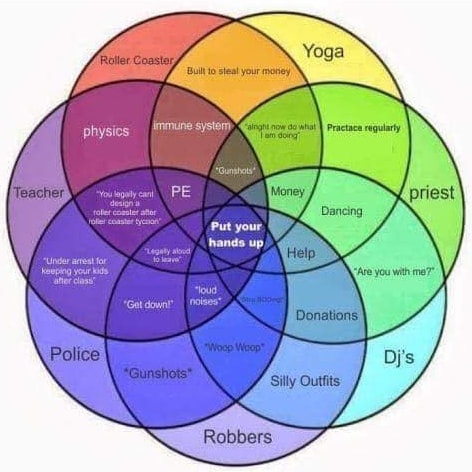 Yoga
Roller Coaster
Built to steal your money
physics
immune system
"alright now do what
I am doing"
Practace regularly
*Gunshots*
Teacher
"You legally cant
design a
roller coaster after
roller coaster tycoon"
PE
Money
priest
Dancing
Put your
hands up
"Legally aloud
to leave"
Help
"Under arrest for
keeping your kids
after class"
"Are you with me?"
"Get down!"
"loud
noises"
Donations
Police
"Woop Woop"
Dj's
*Gunshots*
Silly Outfits
Robbers